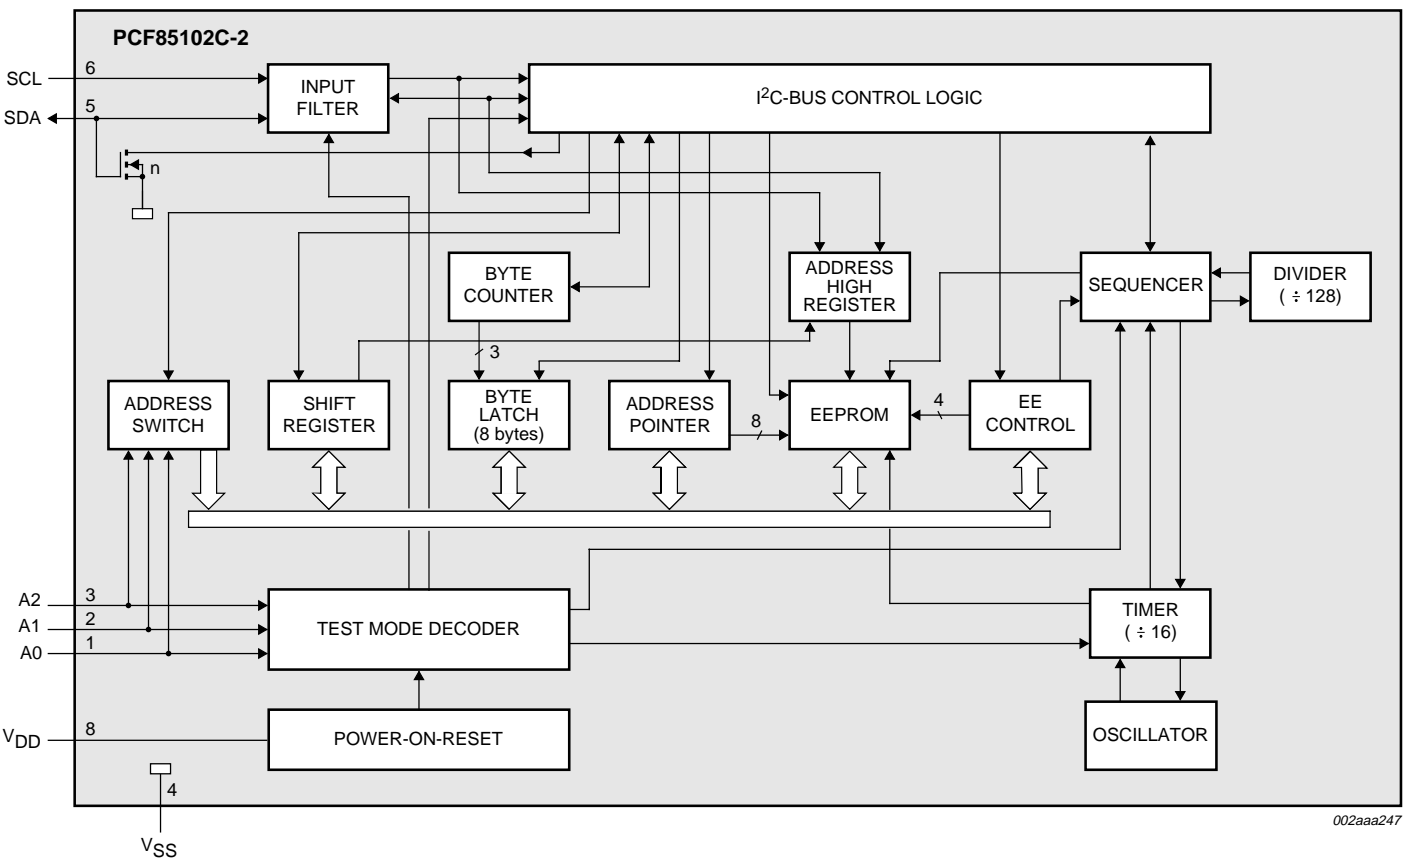 PCF85102C-2
SCL
6
SDA
5
n
INPUT
FILTER
I2C-BUS CONTROL LOGIC
BYTE
COUNTER
3
ADDRESS
HIGH
REGISTER
SEQUENCER
DIVIDER
( ÷ 128)
ADDRESS
SWITCH
SHIFT
REGISTER
BYTE
LATCH
(8 bytes)
ADDRESS
POINTER
8
EEPROM
4
EE
CONTROL
A2
3
A1
2
A0
1
TEST MODE DECODER
TIMER
( ÷ 16)
VDD
8
POWER-ON-RESET
OSCILLATOR
4
VSS
002aaa247